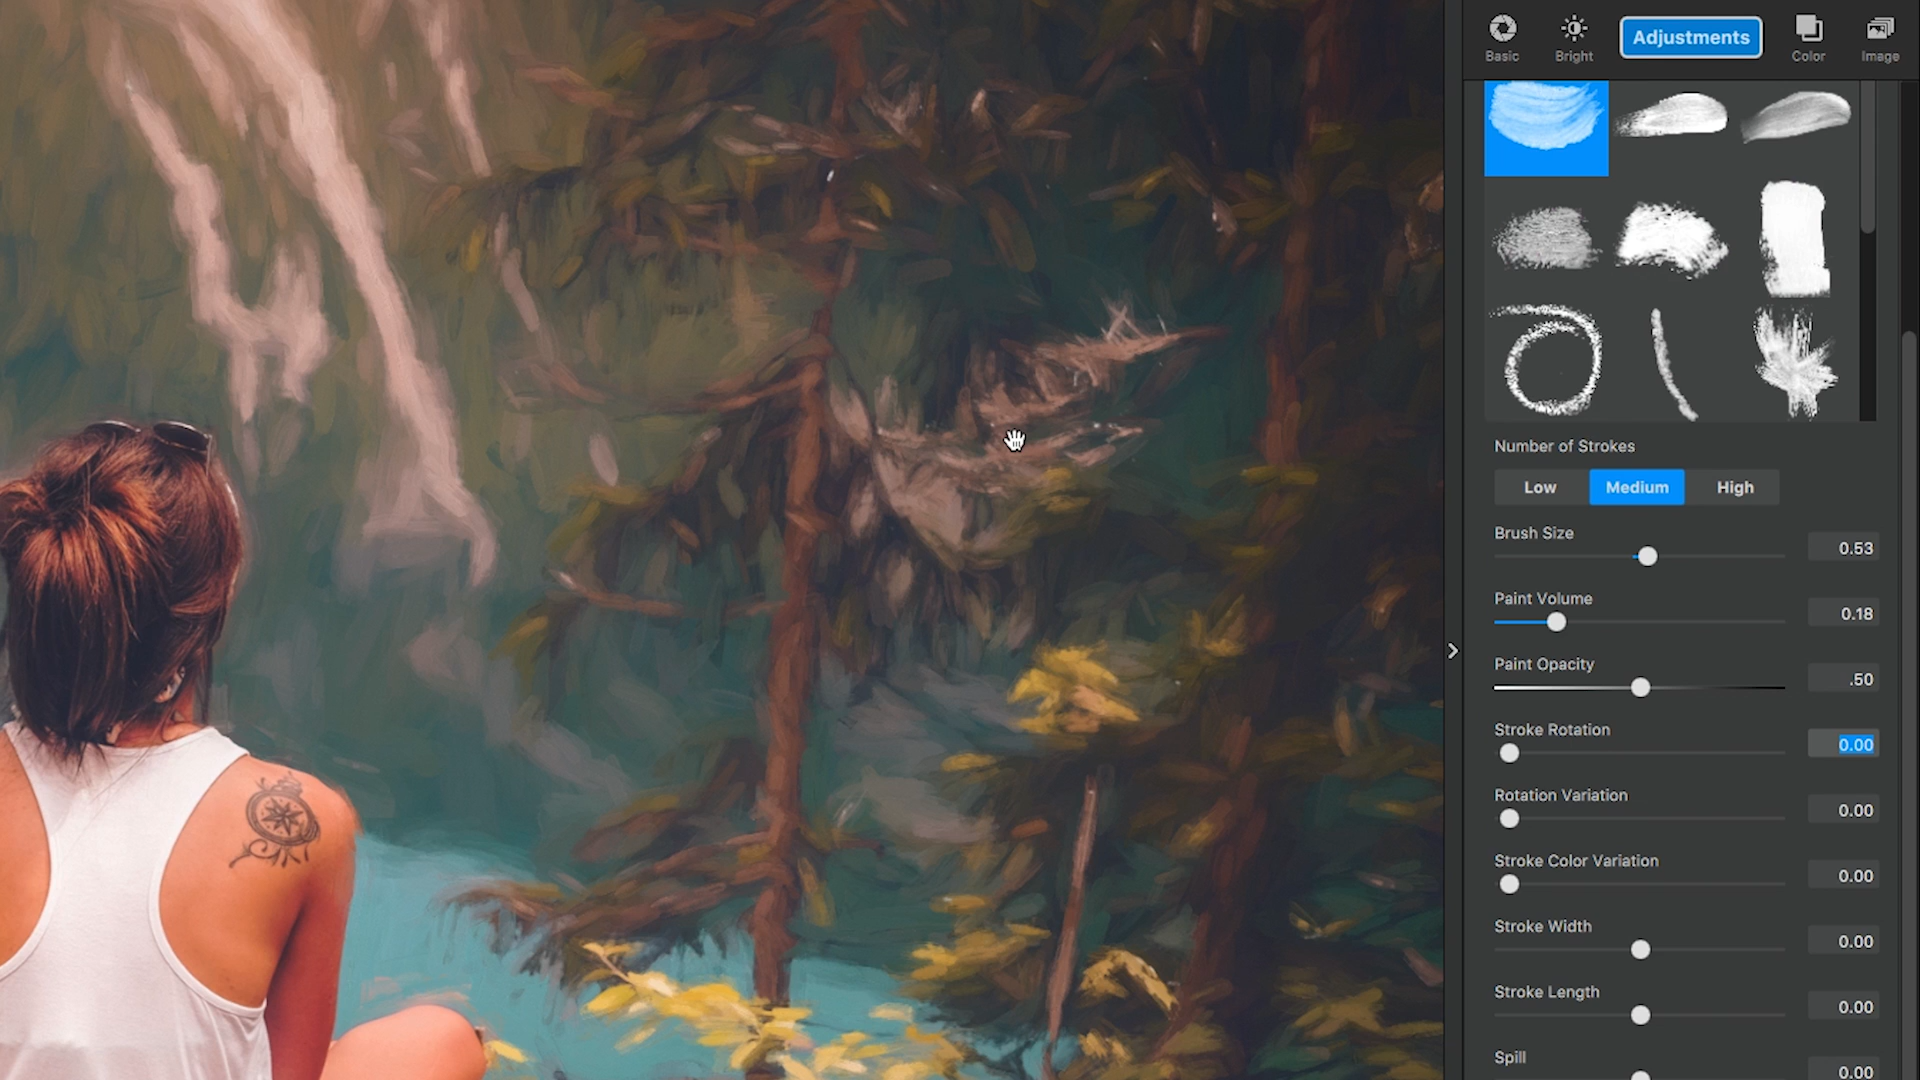 Basic
Bright
Adjustments
Color
Image
Number of Strokes
Low
Medium
High
Brush Size
0.53
Paint Volume
0.18
Paint Opacity
.50
Stroke Rotation
0.00
Rotation Variation
0.00
Stroke Color Variation
0.00
Stroke Width
0.00
Stroke Length
0.00
Spill
0.00